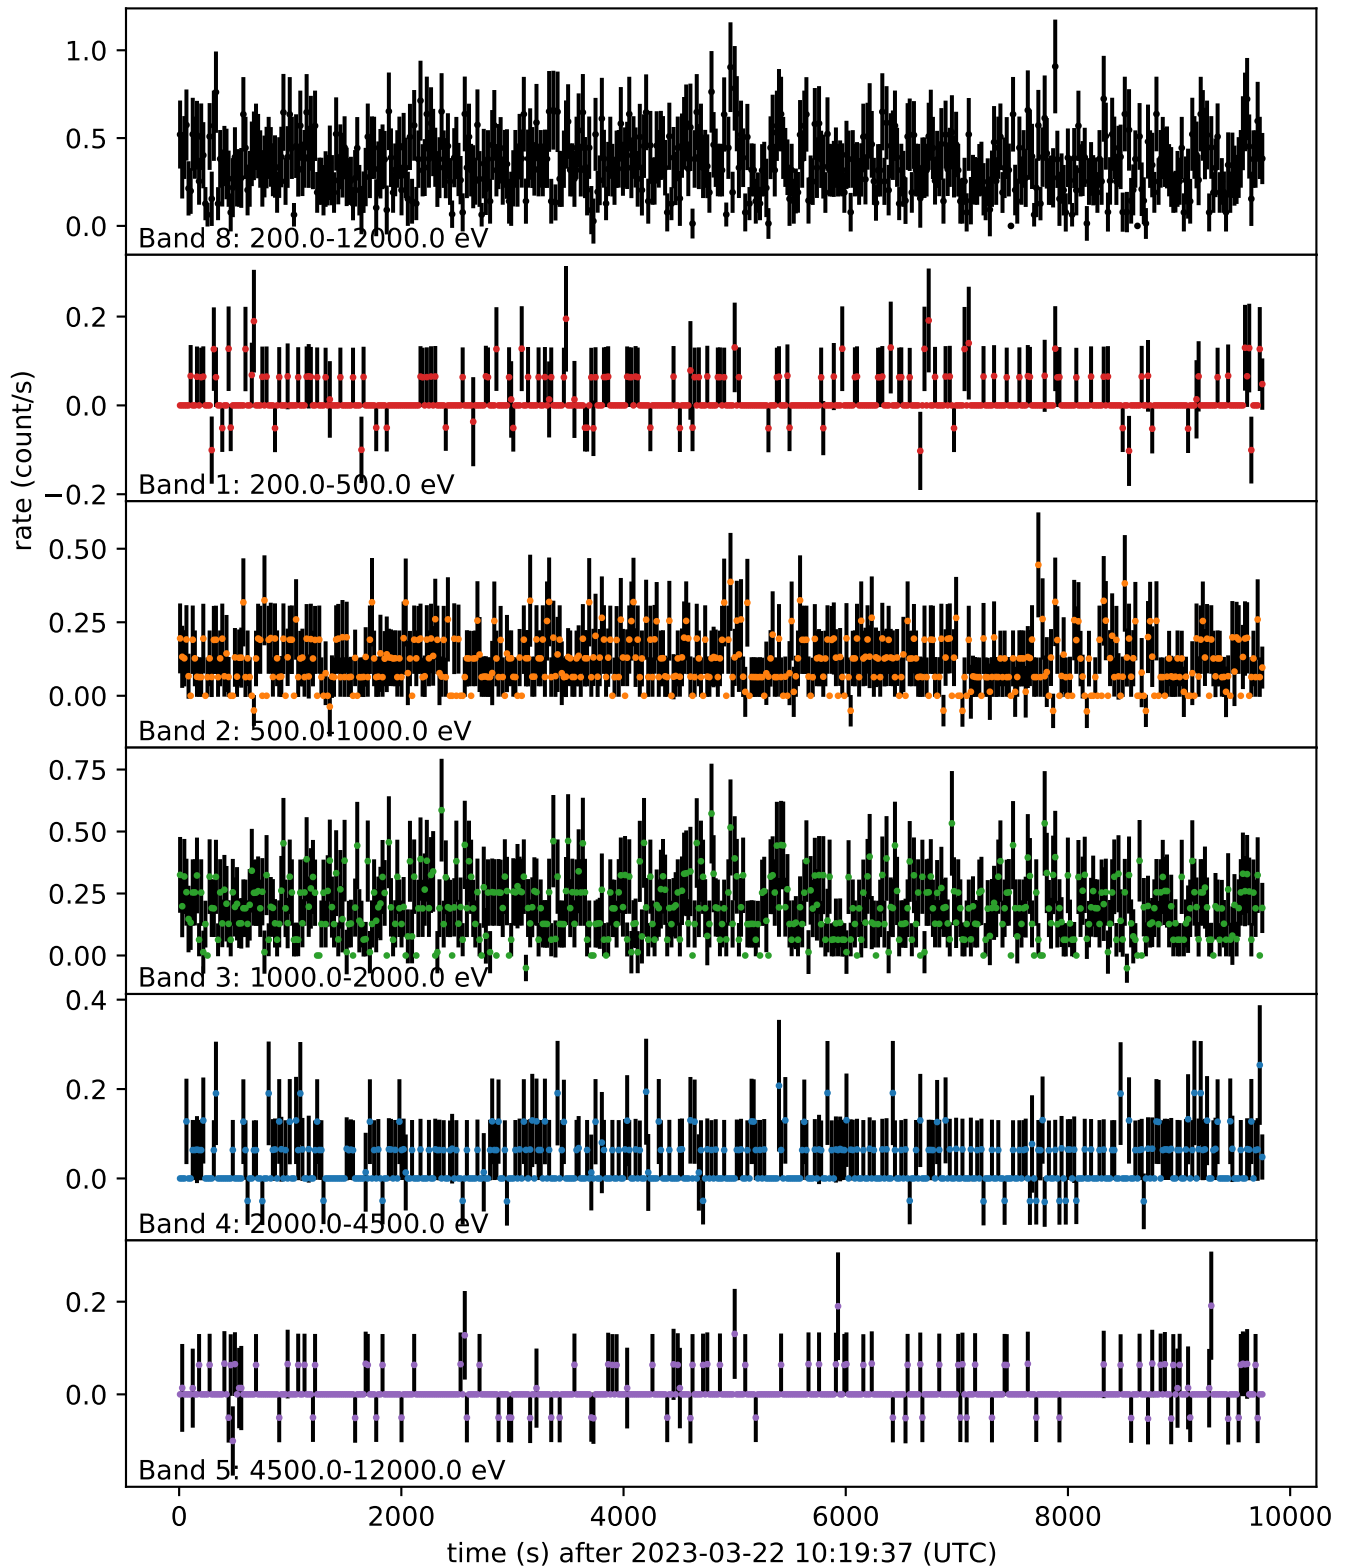 1.0
0.5
0.0
Band 8: 200.0-12000.0 eV
0.2
0.0
−0.2
Band 1: 200.0-500.0 eV
rate (count/s)
0.50
0.25
0.00
Band 2: 500.0-1000.0 eV
0.75
0.50
0.25
0.00
Band 3: 1000.0-2000.0 eV
0.4
0.2
0.0
Band 4: 2000.0-4500.0 eV
0.2
0.0
Band 5: 4500.0-12000.0 eV
0 2000 4000 6000 8000 10000
time (s) after 2023-03-22 10:19:37 (UTC)